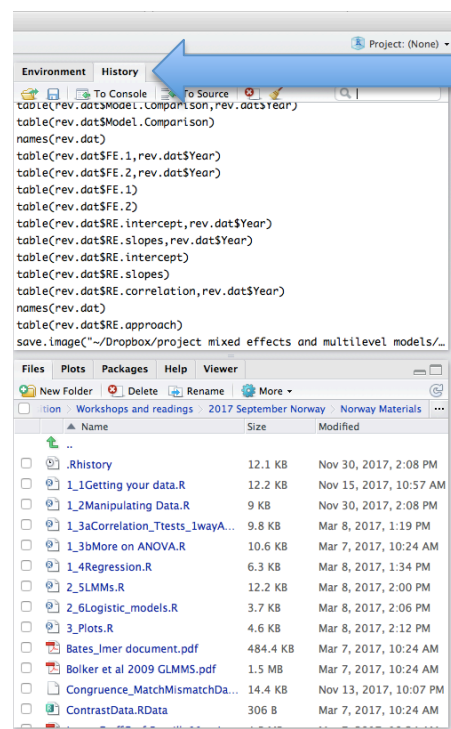 Project: (None)
Environment History
To Console To Source
table(rev.dat$Model.Comparison,rev.dat$Year)
table(rev.dat$Model.Comparison)
names(rev.dat)
table(rev.dat$FE.1,rev.dat$Year)
table(rev.dat$FE.2,rev.dat$Year)
table(rev.dat$FE.1)
table(rev.dat$FE.2)
table(rev.dat$RE.intercept,rev.dat$Year)
table(rev.dat$RE.slopes,rev.dat$Year)
table(rev.dat$RE.intercept)
table(rev.dat$RE.slopes)
table(rev.dat$RE.correlation,rev.dat$Year)
names(rev.dat)
table(rev.dat$RE.approach)
save.image("~/Dropbox/project mixed effects and multilevel models/…
Files Plots Packages Help Viewer
New Folder Delete Rename More
ition Workshops and readings 2017 September Norway Norway Materials ...
Name Size Modified
..
.Rhistory 12.1 KB Nov 30, 2017, 2:08 PM
1_1Getting your data.R 12.2 KB Nov 15, 2017, 10:57 AM
1_2Manipulating Data.R 9 KB Nov 30, 2017, 2:08 PM
1_3aCorrelation_Ttests_1wayA... 9.8 KB Mar 8, 2017, 1:19 PM
1_3bMore on ANOVA.R 10.6 KB Mar 7, 2017, 10:24 AM
1_4Regression.R 6.3 KB Mar 8, 2017, 1:34 PM
2_5LMMs.R 12.2 KB Mar 8, 2017, 2:00 PM
2_6Logistic_models.R 3.7 KB Mar 8, 2017, 2:06 PM
3_Plots.R 4.6 KB Mar 8, 2017, 2:12 PM
Bates_lmer document.pdf 484.4 KB Mar 7, 2017, 10:24 AM
Bolker et al 2009 GLMMS.pdf 1.5 MB Mar 7, 2017, 10:24 AM
Congruence_MatchMismatchDa... 14.4 KB Nov 13, 2017, 10:07 PM
ContrastData.RData 306 B Mar 7, 2017, 10:24 AM